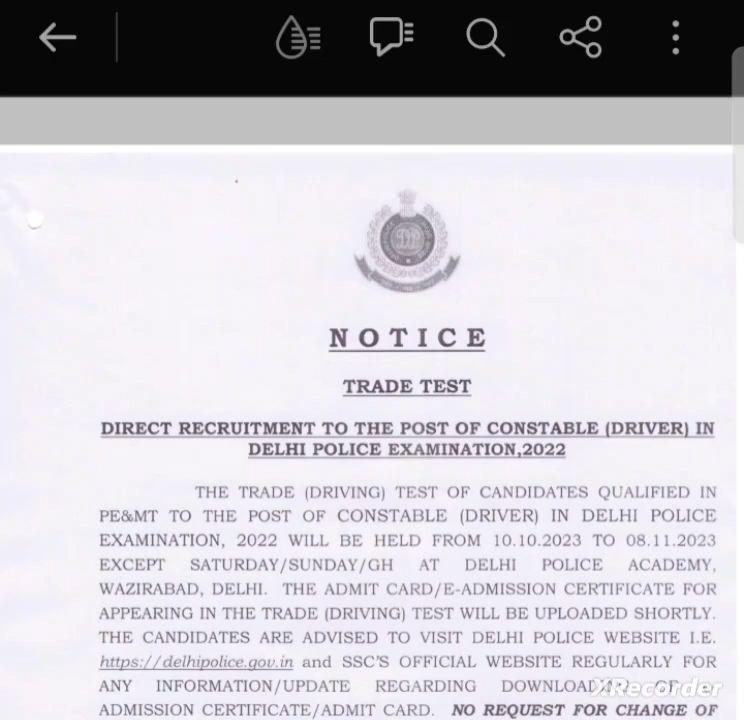 NOTICE
TRADE TEST
DIRECT RECRUITMENT TO THE POST OF CONSTABLE (DRIVER) IN
DELHI POLICE EXAMINATION,2022
THE TRADE (DRIVING) TEST OF CANDIDATES QUALIFIED IN
PE&MT TO THE POST OF CONSTABLE (DRIVER) IN DELHI POLICE
EXAMINATION, 2022 WILL BE HELD FROM 10.10.2023 TO 08.11.2023
EXCEPT SATURDAY/SUNDAY/GH AT DELHI POLICE ACADEMY,
WAZIRABAD, DELHI. THE ADMIT CARD/E-ADMISSION CERTIFICATE FOR
APPEARING IN THE TRADE (DRIVING) TEST WILL BE UPLOADED SHORTLY.
THE CANDIDATES ARE ADVISED TO VISIT DELHI POLICE WEBSITE I.E.
https://delhipolice.gov.in and SSC'S OFFICIAL WEBSITE REGULARLY FOR
ANY INFORMATION/UPDATE REGARDING
XRecorder
ADMISSION CERTIFICATE/ADMIT CARD. NO REQUEST FOR CHANGE OF